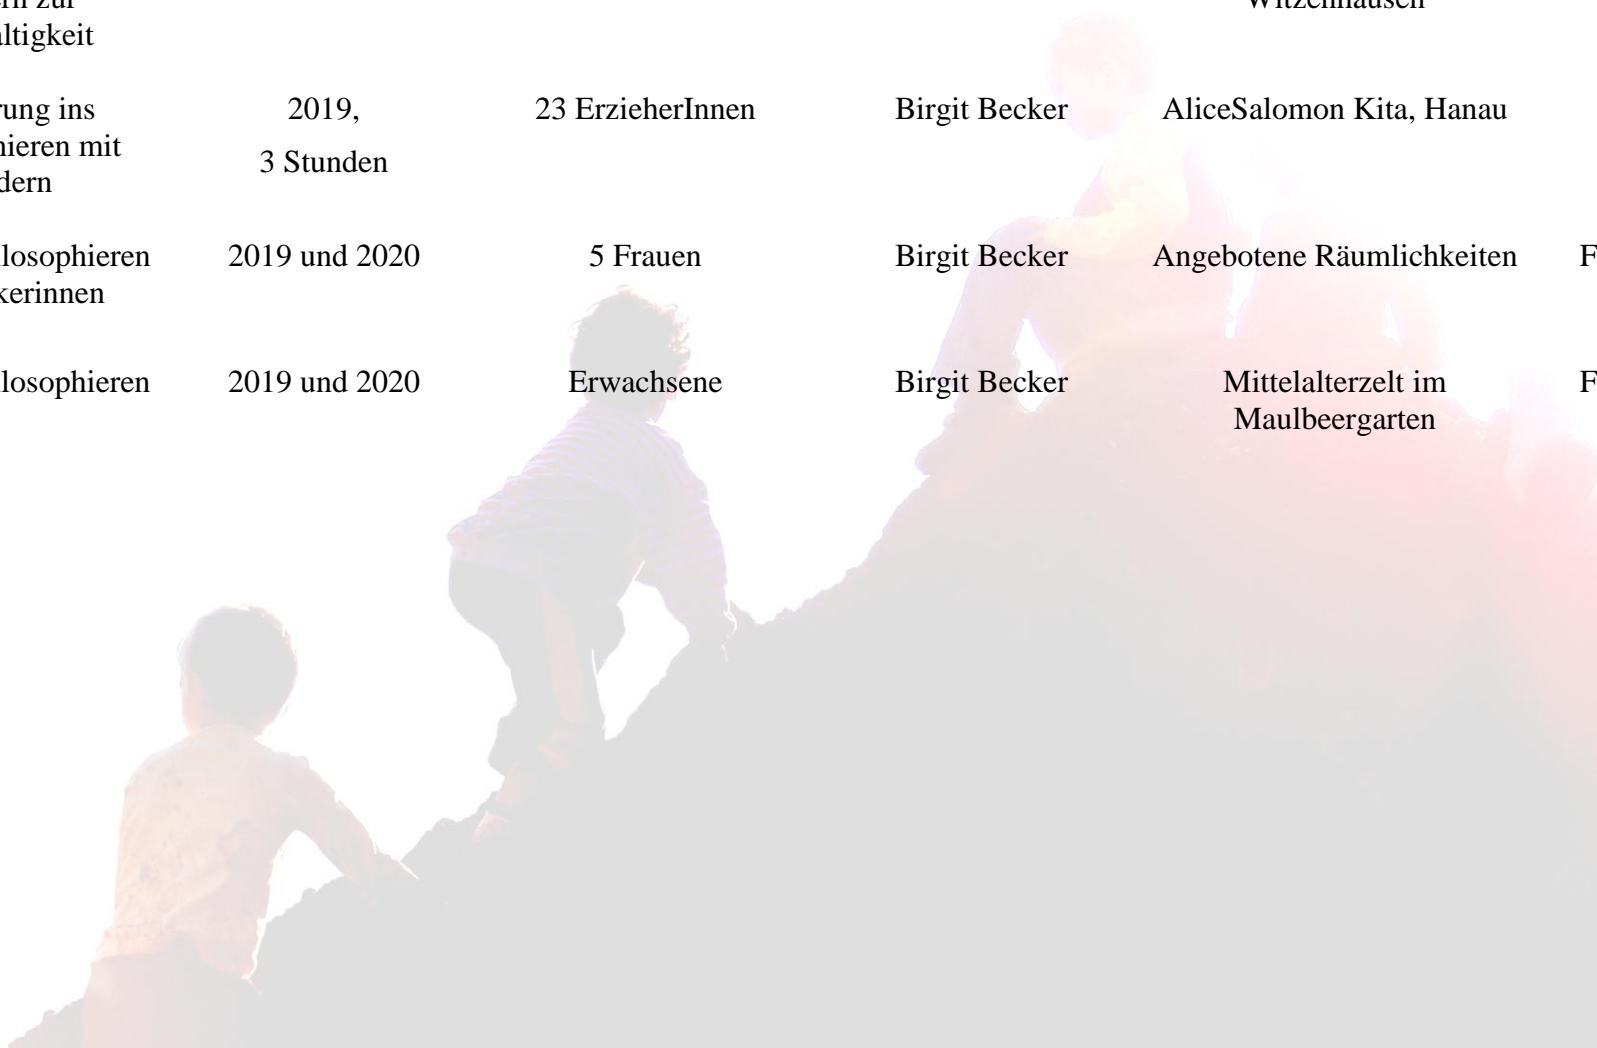 ltigkeit
Witzenhausen
rung ins
nieren mit
dern
2019,
3 Stunden
23 ErzieherInnen
Birgit Becker
AliceSalomon Kita, Hanau
losophieren
kerinnen
2019 und 2020
5 Frauen
Birgit Becker
Angebotene Räumlichkeiten
F
losophieren
2019 und 2020
Erwachsene
Birgit Becker
Mittelalterzelt im
Maulbeergarten
F